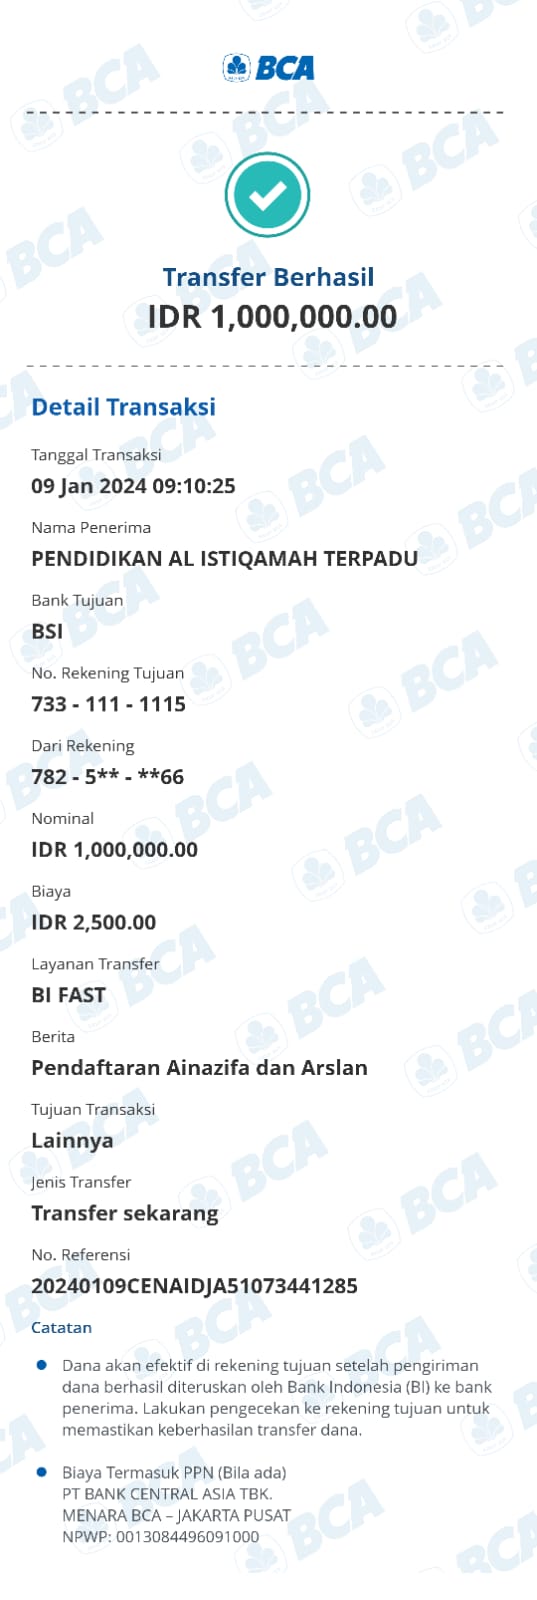 BCA
Transfer Berhasil
IDR 1,000,000.00
Detail Transaksi
Tanggal Transaksi
09 Jan 2024 09:10:25
Nama Penerima
PENDIDIKAN AL ISTIQAMAH TERPADU
Bank Tujuan
BSI
No. Rekening Tujuan
733 - 111 - 1115
Dari Rekening
782 - 5** - **66
Nominal
IDR 1,000,000.00
Biaya
IDR 2,500.00
Layanan Transfer
BI FAST
Berita
Pendaftaran Ainazifa dan Arslan
Tujuan Transaksi
Lainnya
Jenis Transfer
Transfer sekarang
No. Referensi
20240109CENAIDJA51073441285
Catatan
Dana akan efektif di rekening tujuan setelah pengiriman
dana berhasil diteruskan oleh Bank Indonesia (BI) ke bank
penerima. Lakukan pengecekan ke rekening tujuan untuk
memastikan keberhasilan transfer dana.
Biaya Termasuk PPN (Bila ada)
PT BANK CENTRAL ASIA TBK.
MENARA BCA – JAKARTA PUSAT
NPWP: 0013084496091000